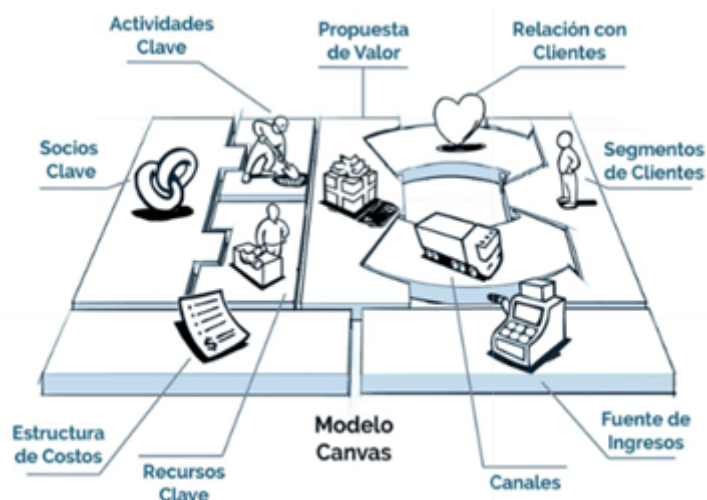 Actividades
Clave
Propuesta
de Valor
Relación con
Clientes
Socios
Clave
Segmentos
de Clientes
$
Estructura
de Costos
Recursos
Clave
Modelo
Canvas
Canales
Fuente de
Ingresos